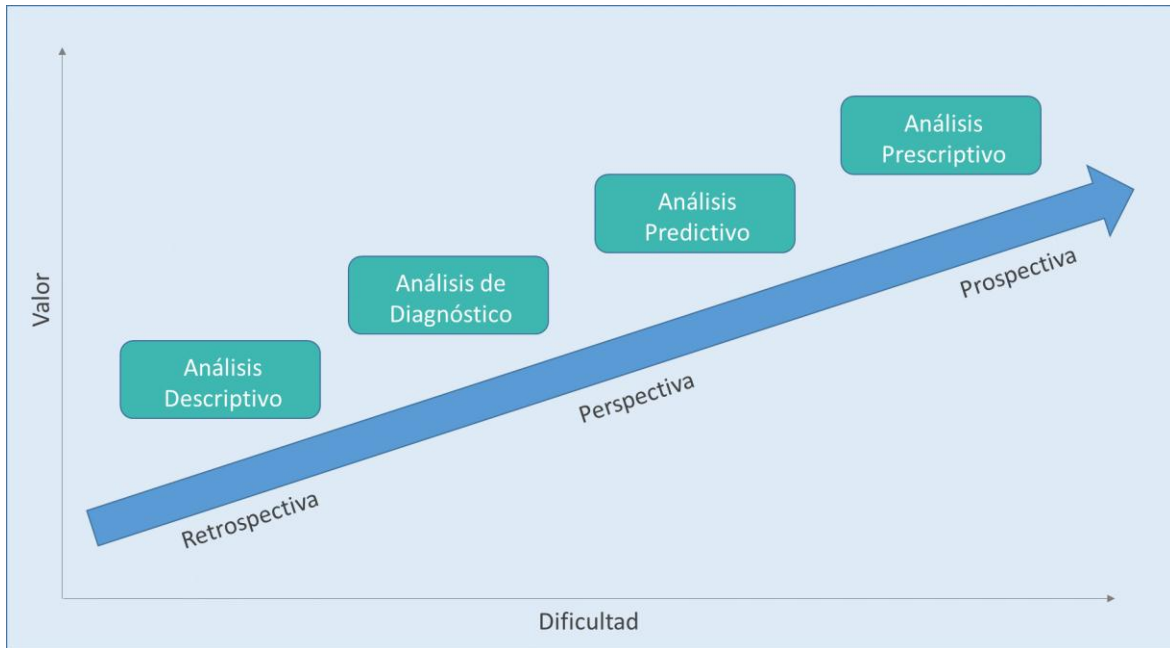 Análisis
Prescriptivo
Análisis
Predictivo
Análisis de
Diagnóstico
Análisis
Descriptivo
Valor
Retrospectiva
Perspectiva
Prospectiva
Dificultad